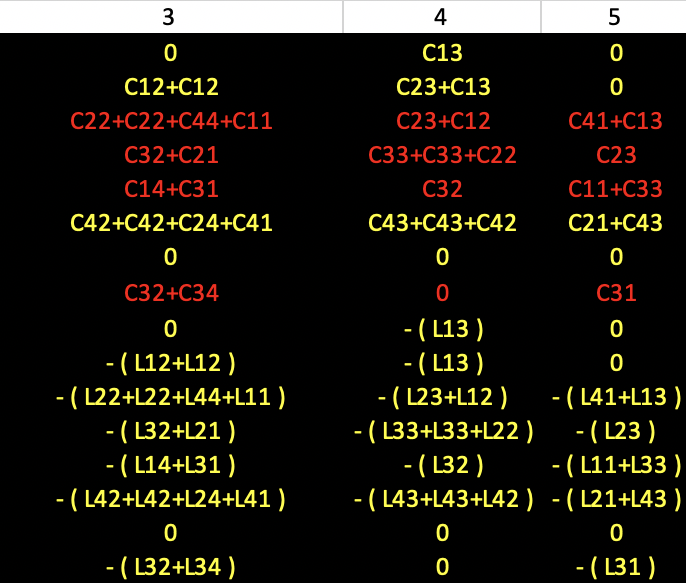 3 4 5
0 C13 0
C12+C12 C23+C13 0
C22+C22+C44+C11 C23+C12 C41+C13
C32+C21 C33+C33+C22 C23
C14+C31 C32 C11+C33
C42+C42+C24+C41 C43+C43+C42 C21+C43
0 0 0
C32+C34 0 C31
0 - ( L13 ) 0
- ( L12+L12 ) - ( L13 ) 0
- ( L22+L22+L44+L11 ) - ( L23+L12 ) - ( L41+L13 )
- ( L32+L21 ) - ( L33+L33+L22 ) - ( L23 )
- ( L14+L31 ) - ( L32 ) - ( L11+L33 )
- ( L42+L42+L24+L41 ) - ( L43+L43+L42 ) - ( L21+L43 )
0 0 0
- ( L32+L34 ) 0 - ( L31 )